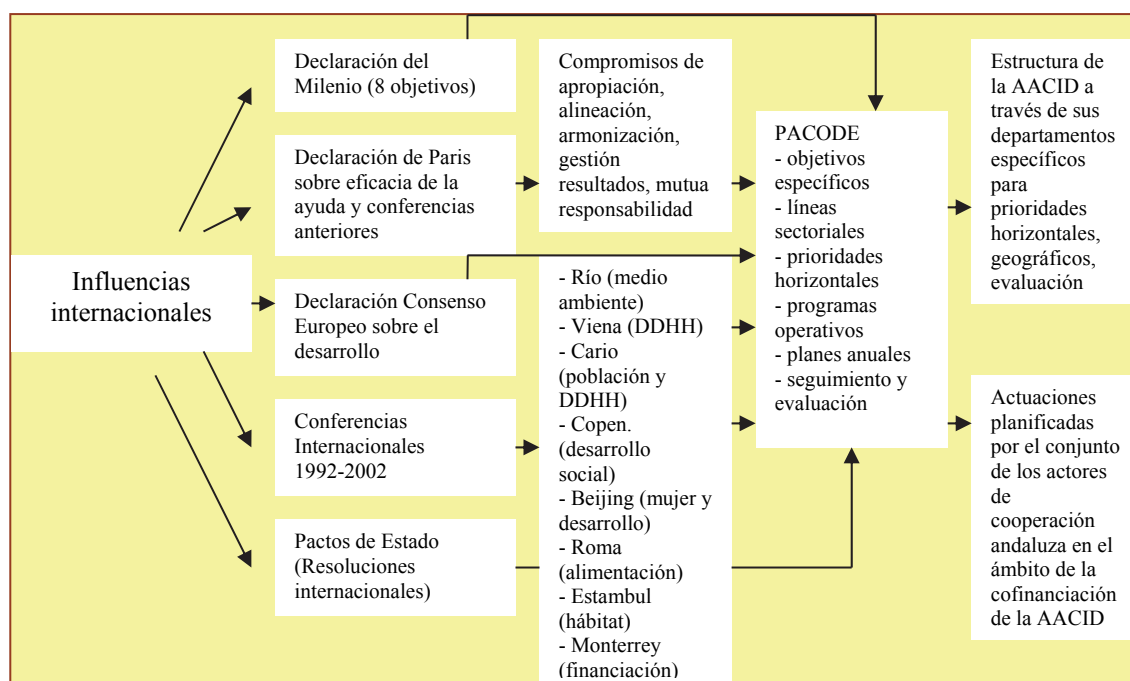 Influencias
internacionales
Declaración del
Milenio (8 objetivos)
Declaración de Paris
sobre eficacia de la
ayuda y conferencias
anteriores
Declaración Consenso
Europeo sobre el
desarrollo
Conferencias
Internacionales
1992-2002
Pactos de Estado
(Resoluciones
internacionales)
Compromisos de
apropiación,
alineación,
armonización,
gestión
resultados, mutua
responsabilidad
- Río (medio
ambiente)
- Viena (DDHH)
- Cario
(población y
DDHH)
- Copen.
(desarrollo
social)
- Beijing (mujer y
desarrollo)
- Roma
(alimentación)
- Estambul
(hábitat)
- Monterrey
(financiación)
PACODE
- objetivos
específicos
- líneas
sectoriales
- prioridades
horizontales
- programas
operativos
- planes anuales
- seguimiento y
evaluación
Estructura de
la AACID a
través de sus
departamentos
específicos
para
prioridades
horizontales,
geográficos,
evaluación
Actuaciones
planificadas
por el conjunto
de los actores
de
cooperación
andaluza en el
ámbito de la
cofinanciación
de la AACID